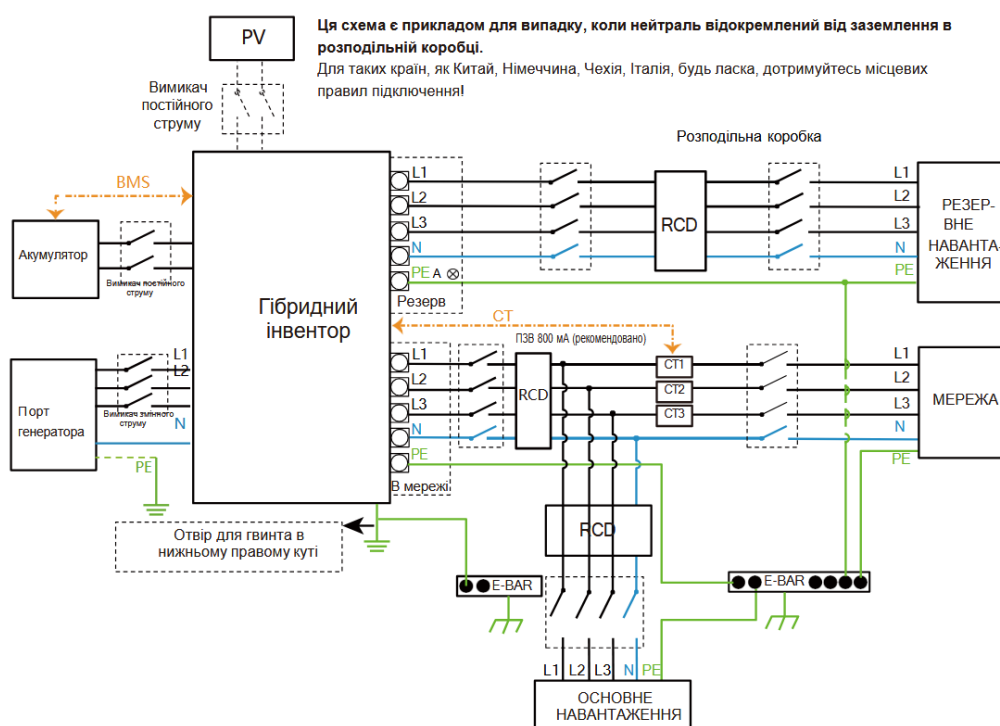 PV
Ця схема є прикладом для випадку, коли нейтраль відокремлений від заземлення в
розподільній коробці.
Для таких країн, як Китай, Німеччина, Чехія, Італія, будь ласка, дотримуйтесь місцевих
правил підключення!
Вимикач
постійного
струму
Розподільна коробка
BMS
Акумулятор
Вимикач постійного
струму
Гібридний
інвентор
L1
L2
L3
N
PE A
Резерв
RCD
L1
L2
L3
N
PE
РЕЗЕР-
ВНЕ
НАВАНТА-
ЖЕННЯ
CT
ПЗВ 800 мА (рекомендовано)
Порт
генератора
L1
L2
Вимикач змінного
струму
N
PE
L1
L2
L3
N
PE
В мережі
RCD
CT1
CT2
CT3
L1
L2
L3
N
PE
МЕРЕЖА
Отвір для гвинта в
нижньому правому куті
RCD
E-BAR
E-BAR
L1 L2 L3 N PE
ОСНОВНЕ
НАВАНТАЖЕННЯ